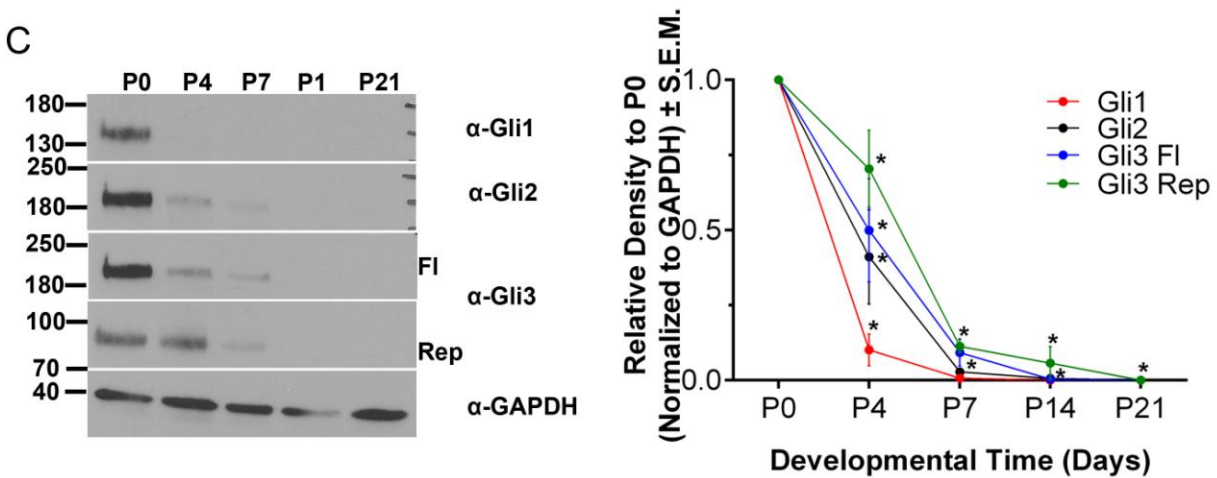 C
P0 P4 P7 P1 P21
180
130
α-Gli1
250
180
α-Gli2
250
180
Fl
α-Gli3
100
70
Rep
40
α-GAPDH
Relative Density to P0
(Normalized to GAPDH) ± S.E.M.
1.0
0.5
0.0
* * * *
* *
* *
*
Gli1
Gli2
Gli3 Fl
Gli3 Rep
P0 P4 P7 P14 P21
Developmental Time (Days)